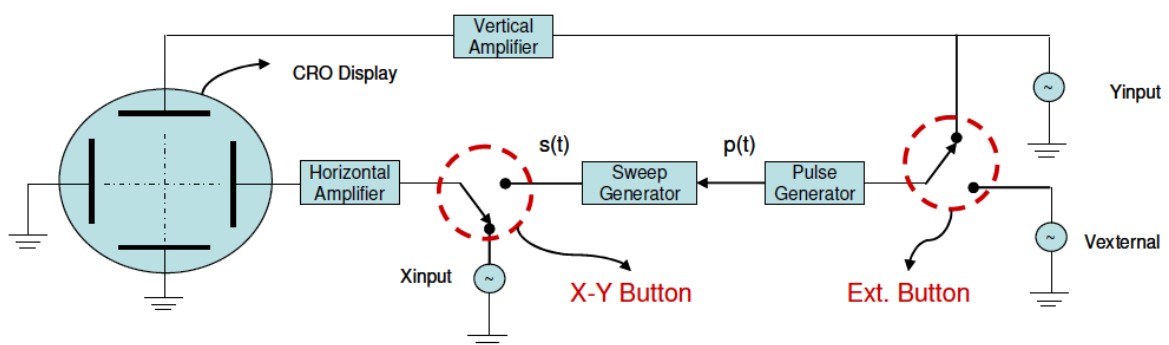 Vertical
Amplifier
CRO Display
Yinput
s(t)
p(t)
Horizontal
Amplifier
Sweep
Generator
Pulse
Generator
~
~
~
Vexternal
Xinput
X-Y Button
Ext. Button